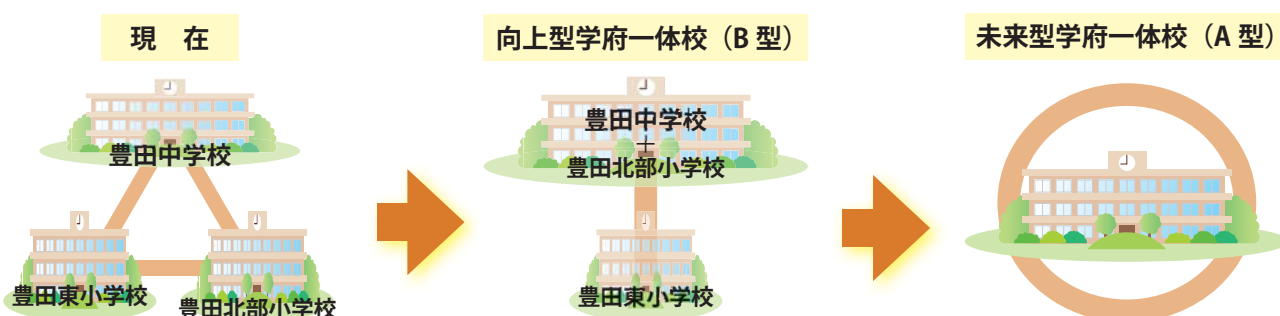 現　在
向上型学府一体校（B 型）
未来型学府一体校（A 型）
豊田中学校
豊田東小学校
豊田北部小学校
豊田中学校
＋
豊田北部小学校
豊田東小学校